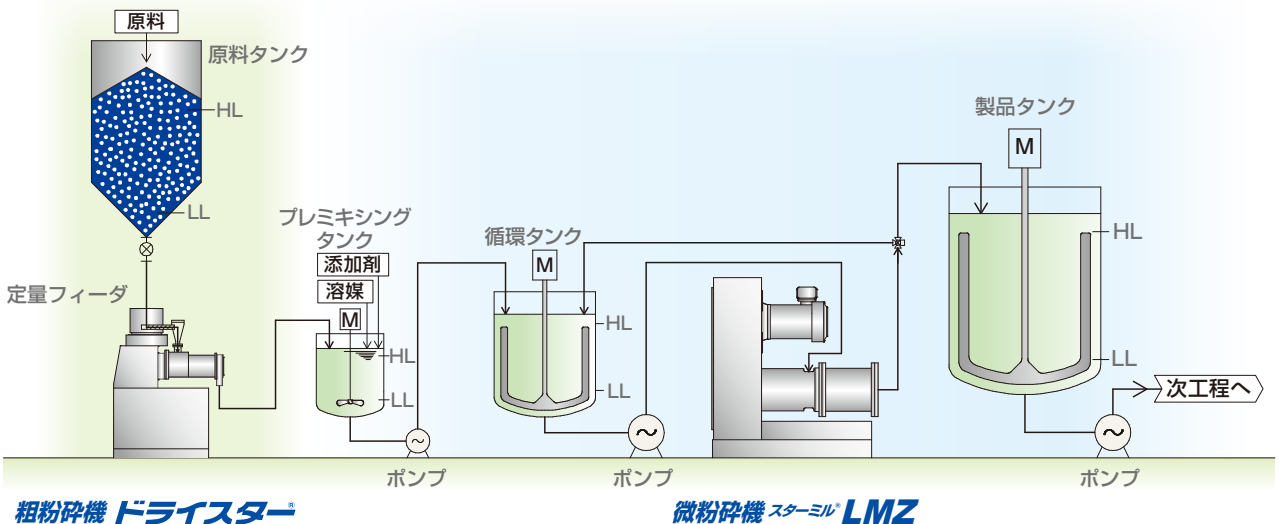 原料
原料タンク
HL
LL
定量フィーダ
プレミキシング
タンク
添加剤
溶媒
M
HL
LL
ポンプ
循環タンク
M
HL
LL
ポンプ
製品タンク
M
HL
LL
次工程へ
ポンプ
粗粉砕機 ドライスター®
微粉砕機 スターミル® LMZ